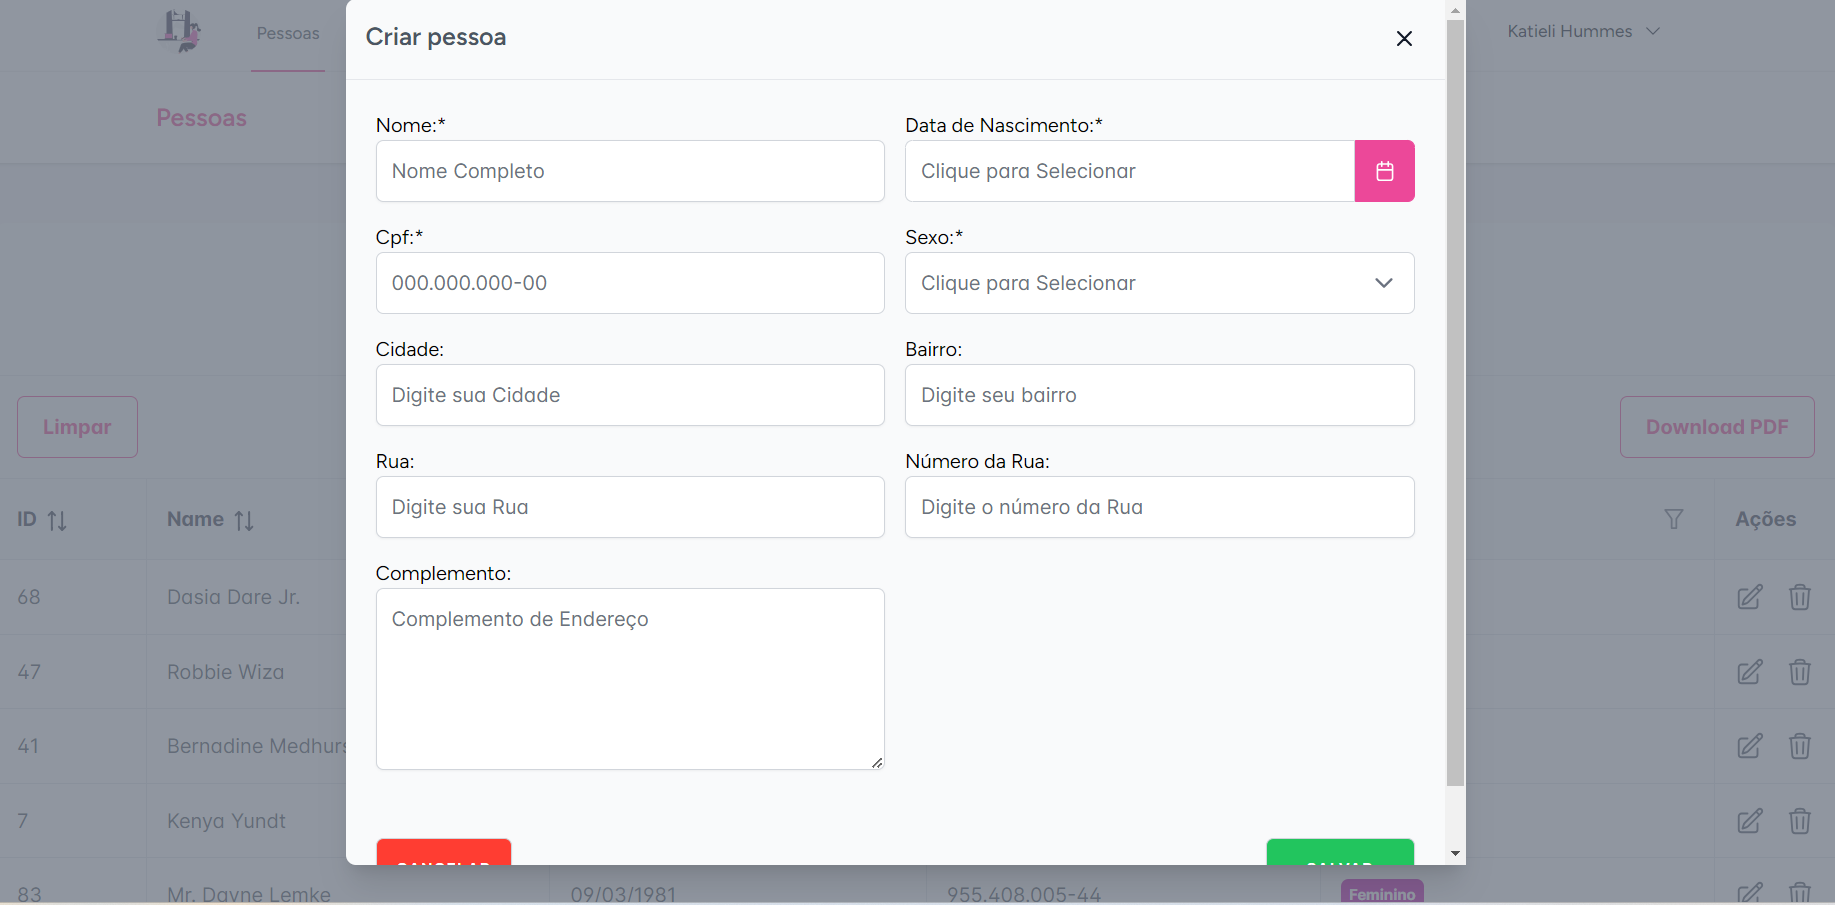 Pessoas
Katieli Hummes
Criar pessoa
Pessoas
Nome:*
Data de Nascimento:*
Nome Completo
Clique para Selecionar
Cpf:*
Sexo:*
000.000.000-00
Clique para Selecionar
Cidade:
Bairro:
Digite sua Cidade
Digite seu bairro
Limpar
Download PDF
Rua:
Número da Rua:
Digite sua Rua
Digite o número da Rua
ID
Name
Ações
Complemento:
Complemento de Endereço
68
Dasia Dare Jr.
47
Robbie Wiza
41
Bernadine Medhurs
7
Kenya Yundt
CANCELAR
SALVAR
83
Mr. Dayne Lemke
09/03/1981
955.408.005-44
Feminino